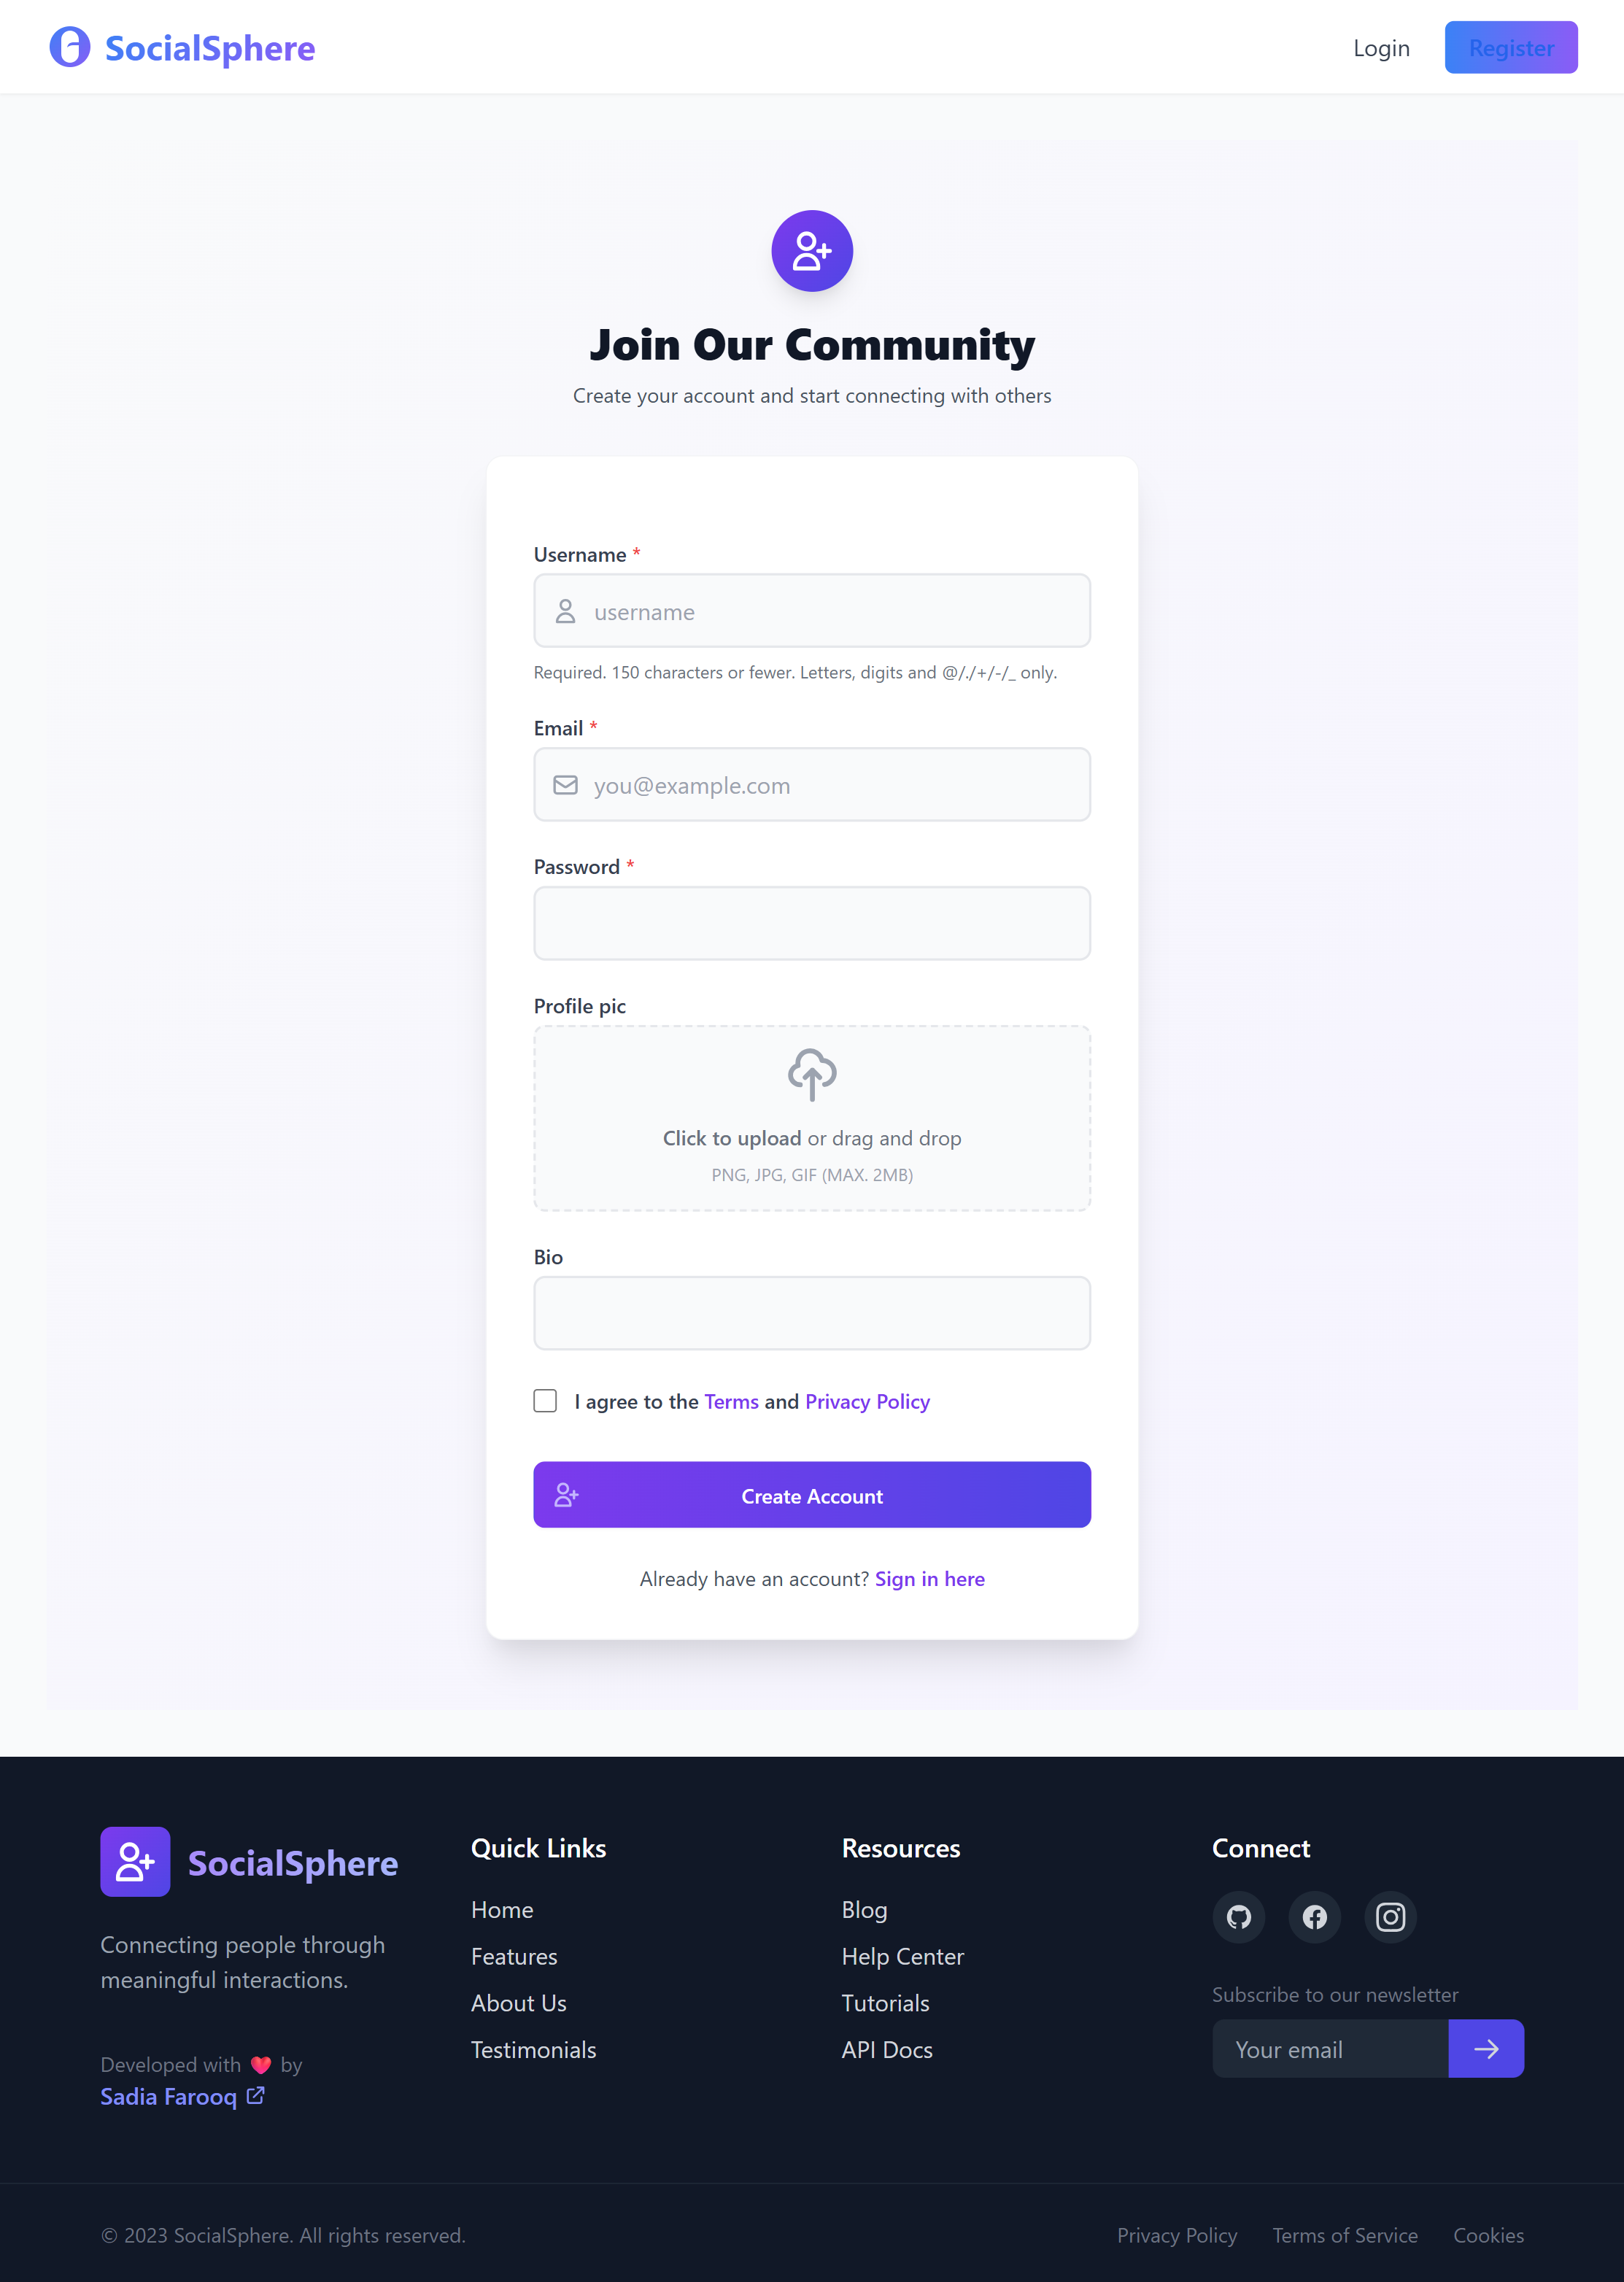 SocialSphere
Login
Register
Join Our Community
Create your account and start connecting with others
Username *
username
Required. 150 characters or fewer. Letters, digits and @/./+/-/_ only.
Email *
you@example.com
Password *
Profile pic
Click to upload or drag and drop
PNG, JPG, GIF (MAX. 2MB)
Bio
I agree to the Terms and Privacy Policy
Create Account
Already have an account? Sign in here
SocialSphere
Connecting people through
meaningful interactions.
Developed with ❤️ by
Sadia Farooq
Quick Links
Home
Features
About Us
Testimonials
Resources
Blog
Help Center
Tutorials
API Docs
Connect
Subscribe to our newsletter
Your email
© 2023 SocialSphere. All rights reserved.
Privacy Policy
Terms of Service
Cookies